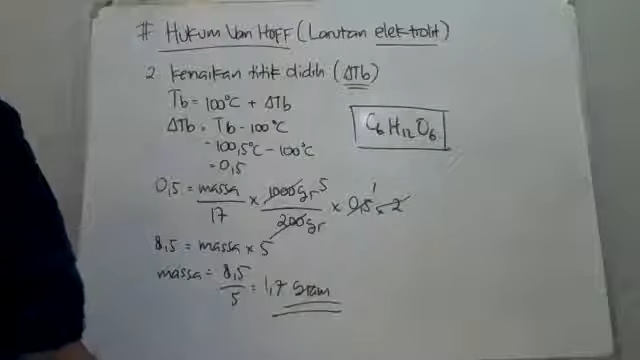 # Hukum Van Hoff (Larutan elektrolit)
2. kenaikan titik didih (ΔTb)
Tb = 100°C + ΔTb
ΔTb = Tb - 100°C
= 100,5°C - 100°C
= 0,5
C6H12O6
0,5 = massa/17 × 1000gr/200gr 5 × 0,5 × 2 1
8,5 = massa × 5
massa = 8,5/5 = 1,7 Gram